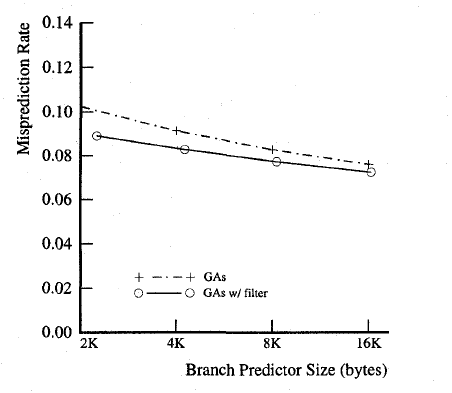 Misprediction Rate
0.14
0.12
0.10
0.08
0.06
0.04
0.02
0.00
GAs
GAs w/ filter
2K 4K 8K 16K
Branch Predictor Size (bytes)